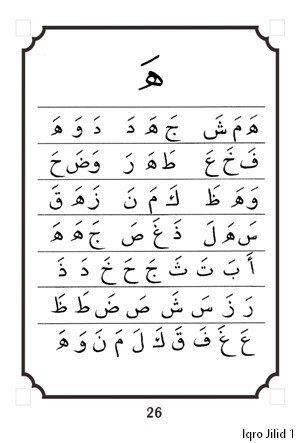 هَ
هَ مَ شَ جَ هَ دَ دَ وَ هَ
فَ خَ عَ طَ هَ رَ وَ ضَ حَ
وَ هَ ظَ كَ مَ نَ زَ هَ قَ
سَ هَ لَ ذَ غَ صَ جَ هَ هَ
أَ بَ تَ ثَ جَ حَ خَ دَ ذَ
رَ زَ سَ شَ صَ ضَ طَ ظَ
عَ غَ فَ قَ كَ لَ مَ نَ وَ هَ
26
Iqro Jilid 1